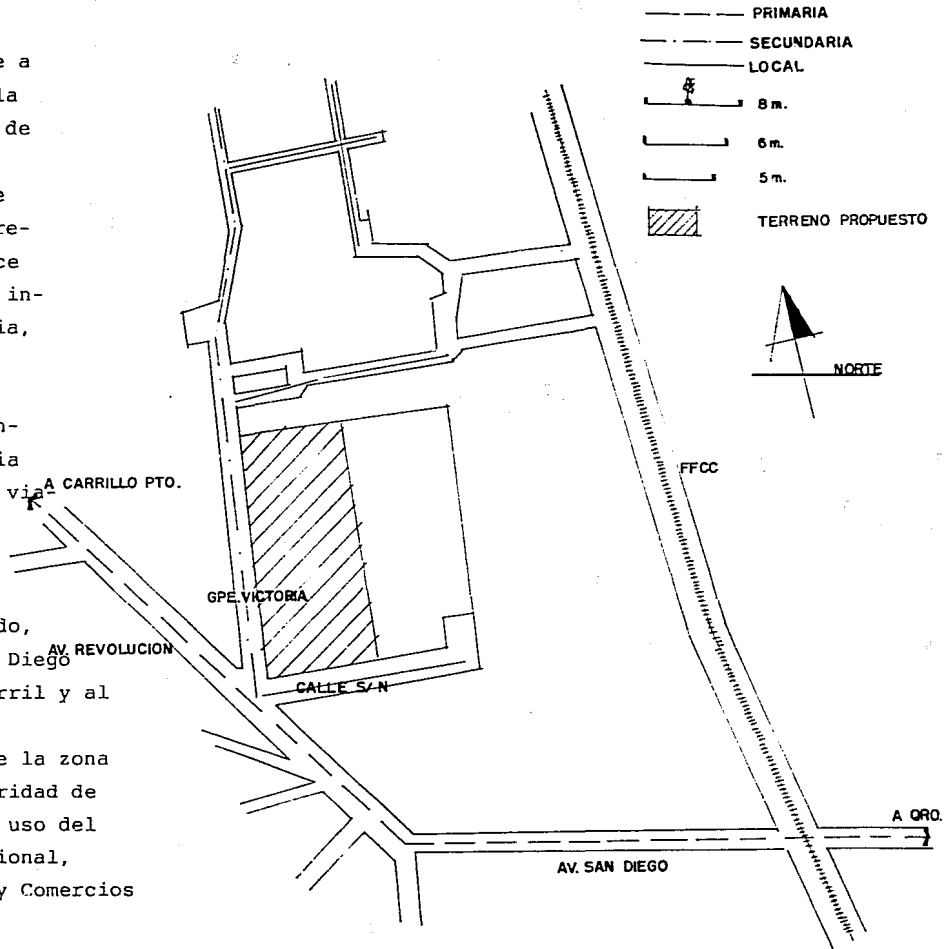 e a
la
de
e
re-
ce
in-
ia,
n-
ia
via-
do,
Diego
rril y al
e la zona
ridad de
uso del
ional,
y Comercios
PRIMARIA
SECUNDARIA
LOCAL
8 m.
6 m.
5 m.
TERRENO PROPUESTO
NORTE
FFCC
A CARRILLO PTO.
GPE. VICTORIA
AV. REVOLUCION
CALLE S/N
A QRO.
AV. SAN DIEGO